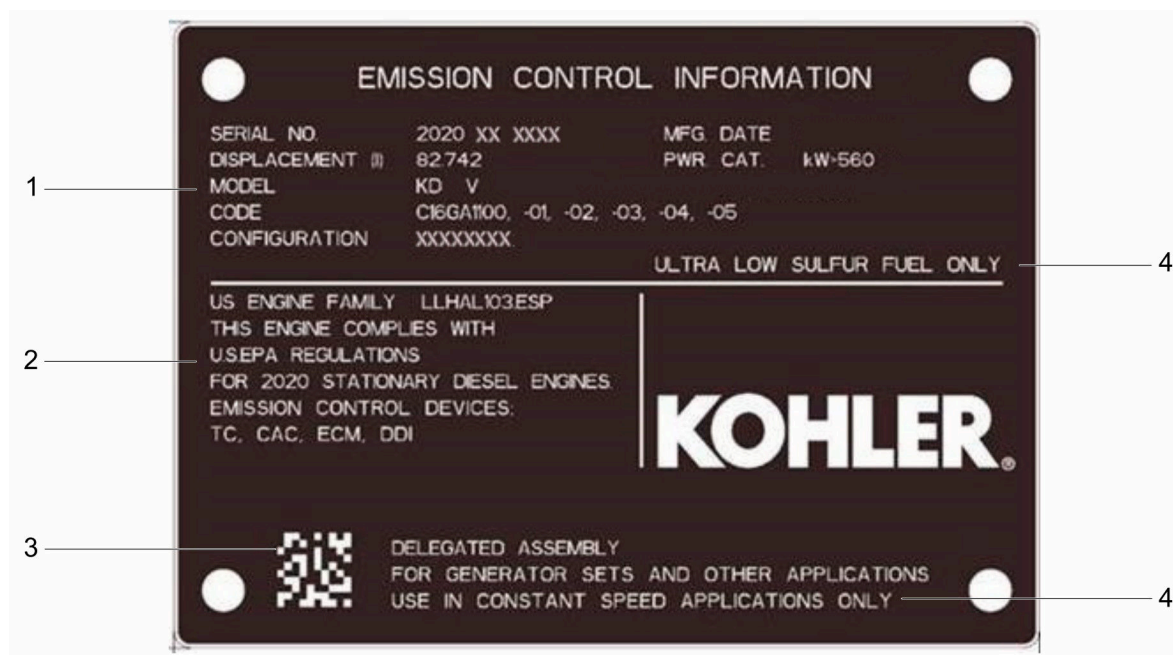 EMISSION CONTROL INFORMATION
SERIAL NO. 2020 XX XXXX MFG. DATE
DISPLACEMENT (l) 82.742 PWR. CAT. kW>560
1 MODEL KD V
CODE C16GA1100, -01, -02, -03, -04, -05
CONFIGURATION XXXXXXXX
ULTRA LOW SULFUR FUEL ONLY 4
US ENGINE FAMILY LLHAL103.ESP
THIS ENGINE COMPLIES WITH
2 U.S.EPA REGULATIONS
FOR 2020 STATIONARY DIESEL ENGINES.
EMISSION CONTROL DEVICES:
TC, CAC, ECM, DDI
KOHLER®
3
DELEGATED ASSEMBLY
FOR GENERATOR SETS AND OTHER APPLICATIONS
USE IN CONSTANT SPEED APPLICATIONS ONLY 4